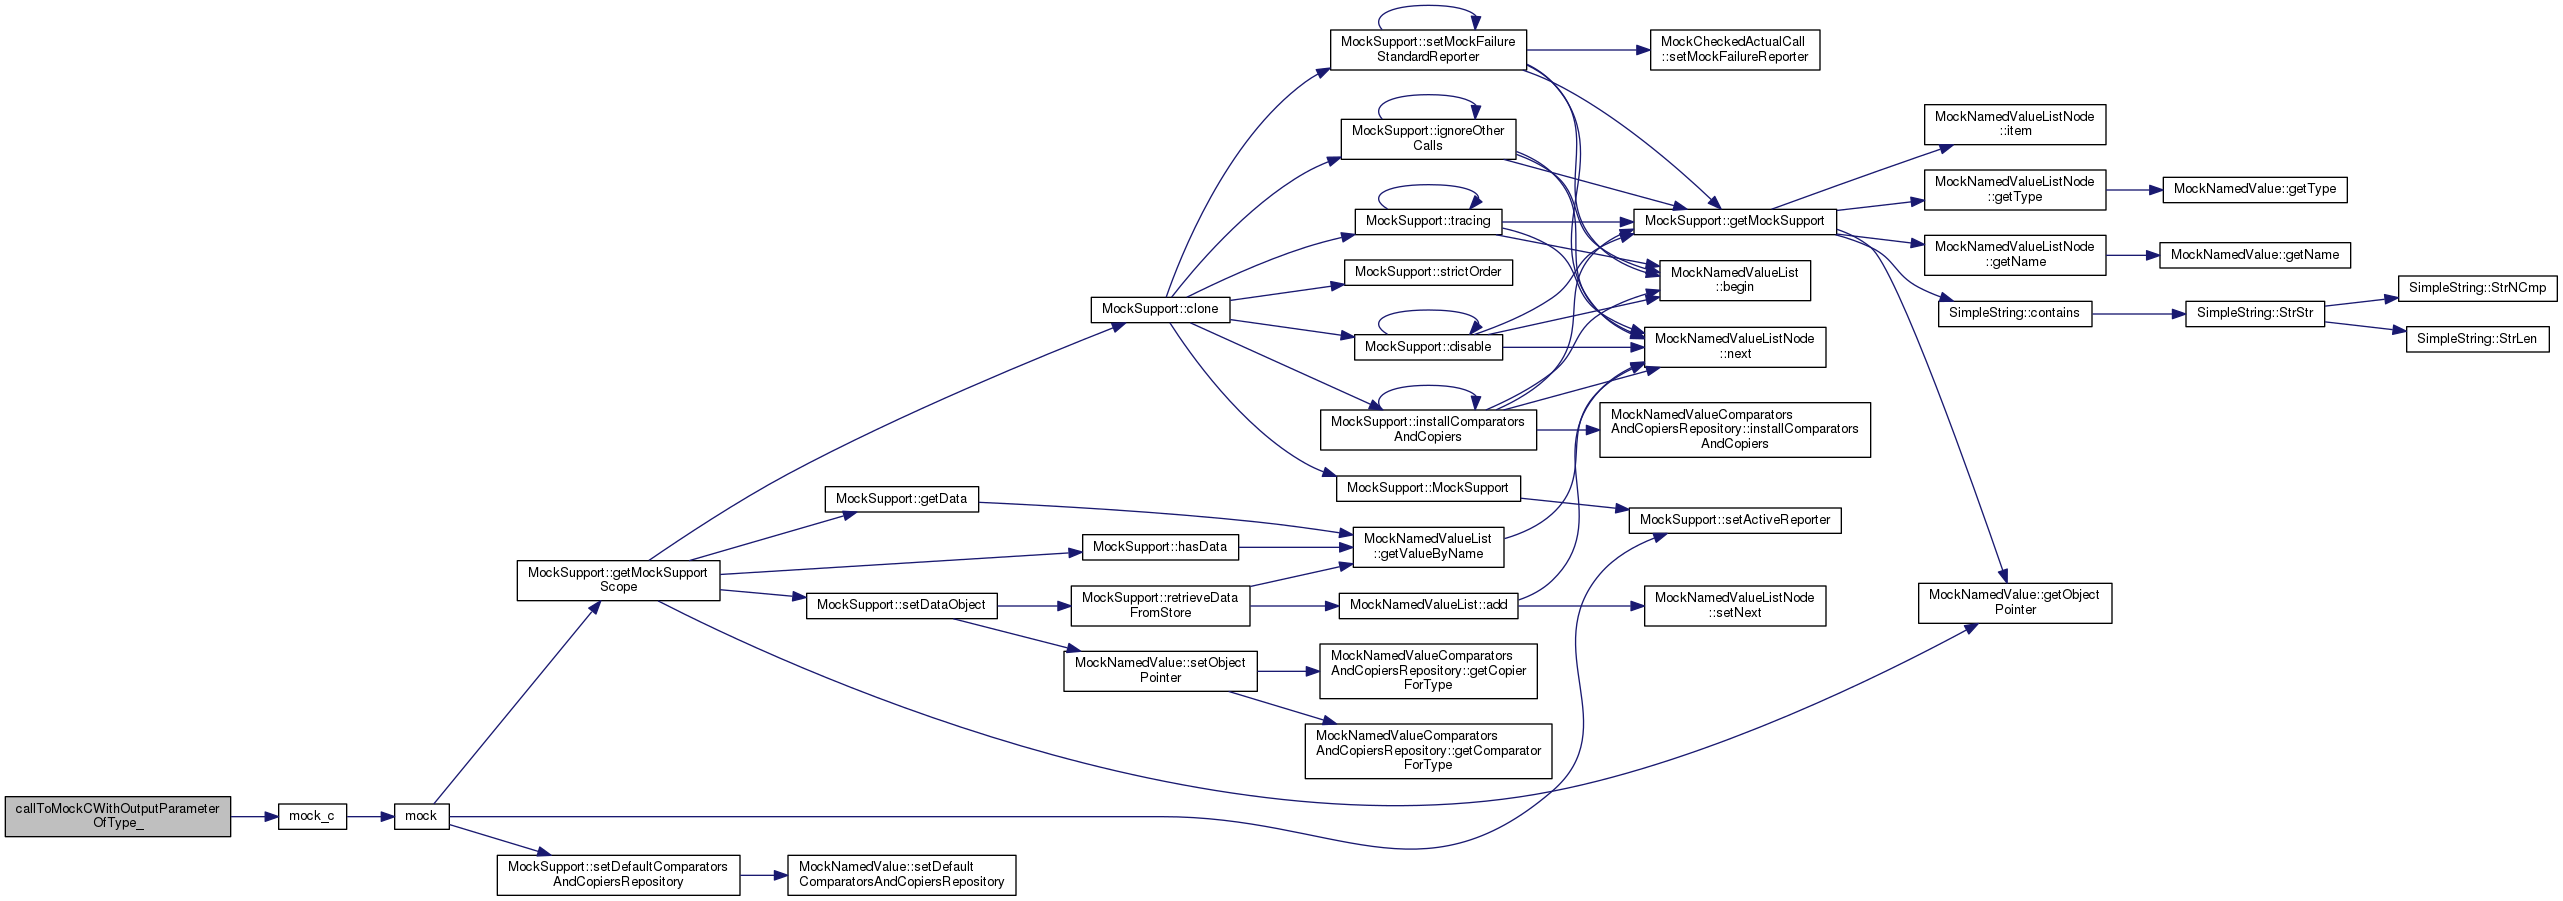 MockSupport::setMockFailure
StandardReporter
MockCheckedActualCall
::setMockFailureReporter
MockSupport::ignoreOther
Calls
MockNamedValueListNode
::item
MockNamedValueListNode
::getType
MockNamedValue::getType
MockSupport::tracing
MockSupport::getMockSupport
MockNamedValueListNode
::getName
MockNamedValue::getName
MockSupport::strictOrder
MockNamedValueList
::begin
SimpleString::StrNCmp
MockSupport::clone
SimpleString::contains
SimpleString::StrStr
SimpleString::StrLen
MockSupport::disable
MockNamedValueListNode
::next
MockSupport::installComparators
AndCopiers
MockNamedValueComparators
AndCopiersRepository::installComparators
AndCopiers
MockSupport::MockSupport
MockSupport::getData
MockSupport::setActiveReporter
MockSupport::hasData
MockNamedValueList
::getValueByName
MockSupport::getMockSupport
Scope
MockSupport::setDataObject
MockSupport::retrieveData
FromStore
MockNamedValueList::add
MockNamedValueListNode
::setNext
MockNamedValue::getObject
Pointer
MockNamedValue::setObject
Pointer
MockNamedValueComparators
AndCopiersRepository::getCopier
ForType
MockNamedValueComparators
AndCopiersRepository::getComparator
ForType
callToMockCWithOutputParameter
OfType_
mock_c
mock
MockSupport::setDefaultComparators
AndCopiersRepository
MockNamedValue::setDefault
ComparatorsAndCopiersRepository